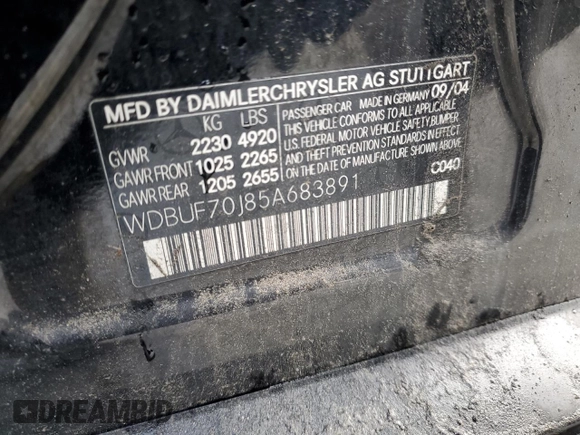 MFD BY DAIMLERCHRYSLER AG STUTTGART
KG LBS
GVWR 2230 4920
GAWR FRONT 1025 2265
GAWR REAR 1205 2655
PASSENGER CAR MADE IN GERMANY 09/04
THIS VEHICLE CONFORMS TO ALL APPLICABLE
U.S. FEDERAL MOTOR VEHICLE SAFETY, BUMPER
AND THEFT PREVENTION STANDARDS IN EFFECT
ON THE DATE OF MANUFACTURE SHOWN ABOVE
C040
WDBUF70J85A683891
DREAMBID